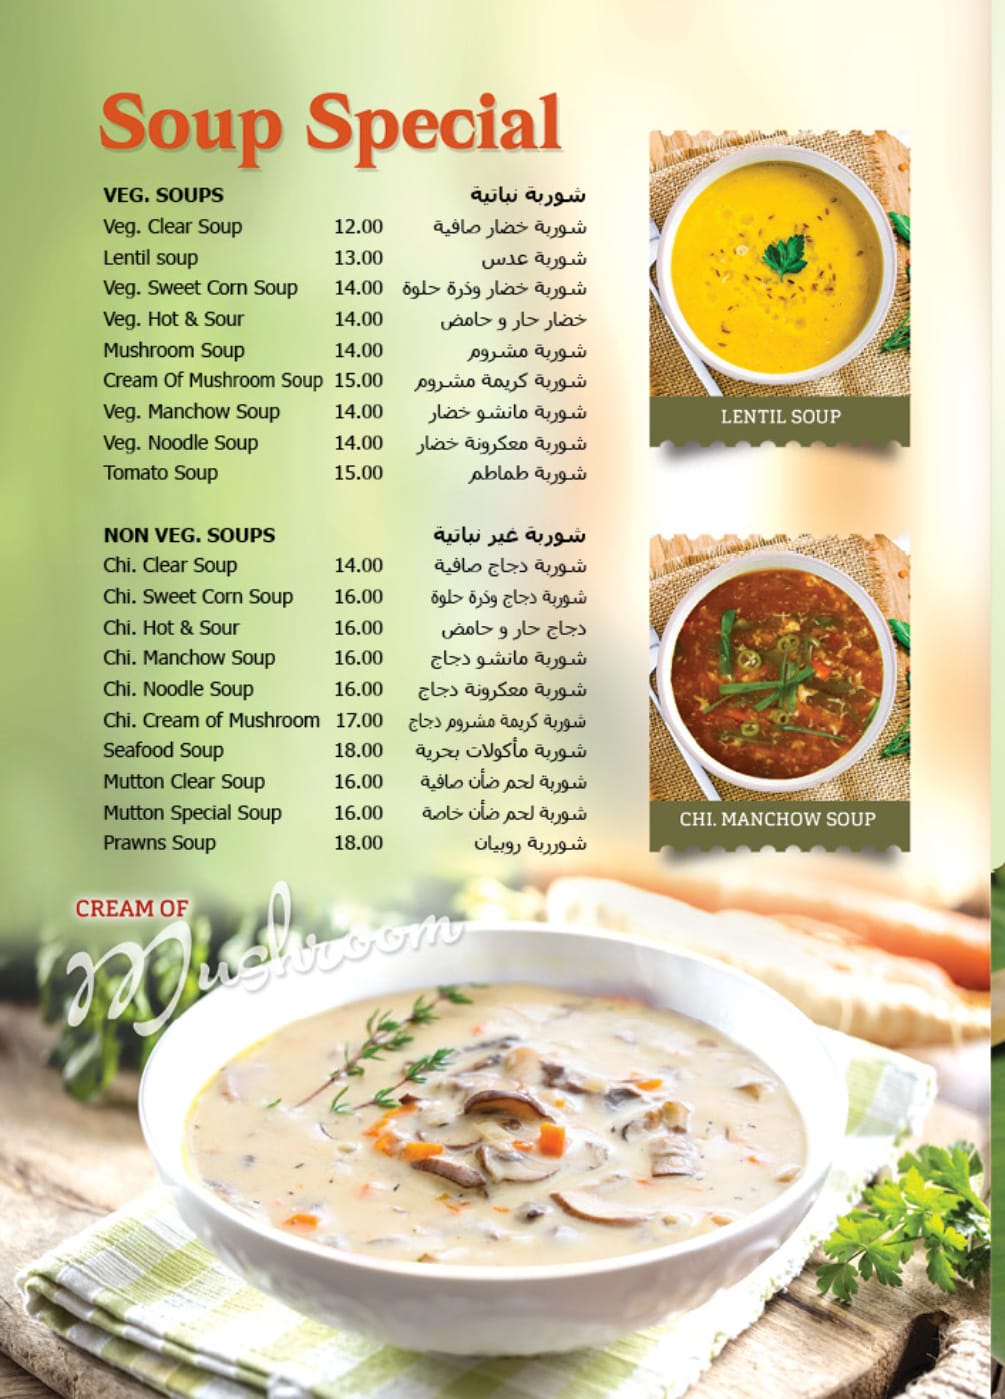 Soup Special
VEG. SOUPS شوربة نباتية
Veg. Clear Soup 12.00 شوربة خضار صافية
Lentil soup 13.00 شوربة عدس
Veg. Sweet Corn Soup 14.00 شوربة خضار وذرة حلوة
Veg. Hot & Sour 14.00 خضار حار و حامض
Mushroom Soup 14.00 شوربة مشروم
Cream Of Mushroom Soup 15.00 شوربة كريمة مشروم
Veg. Manchow Soup 14.00 شوربة مانشو خضار
Veg. Noodle Soup 14.00 شوربة معكرونة خضار
Tomato Soup 15.00 شوربة طماطم
NON VEG. SOUPS شوربة غير نباتية
Chi. Clear Soup 14.00 شوربة دجاج صافية
Chi. Sweet Corn Soup 16.00 شوربة دجاج وذرة حلوة
Chi. Hot & Sour 16.00 دجاج حار و حامض
Chi. Manchow Soup 16.00 شوربة مانشو دجاج
Chi. Noodle Soup 16.00 شوربة معكرونة دجاج
Chi. Cream of Mushroom 17.00 شوربة كريمة مشروم دجاج
Seafood Soup 18.00 شوربة مأكولات بحرية
Mutton Clear Soup 16.00 شوربة لحم ضأن صافية
Mutton Special Soup 16.00 شوربة لحم ضأن خاصة
Prawns Soup 18.00 شورربة روبيان
LENTIL SOUP
CHI. MANCHOW SOUP
CREAM OF
Mushroom